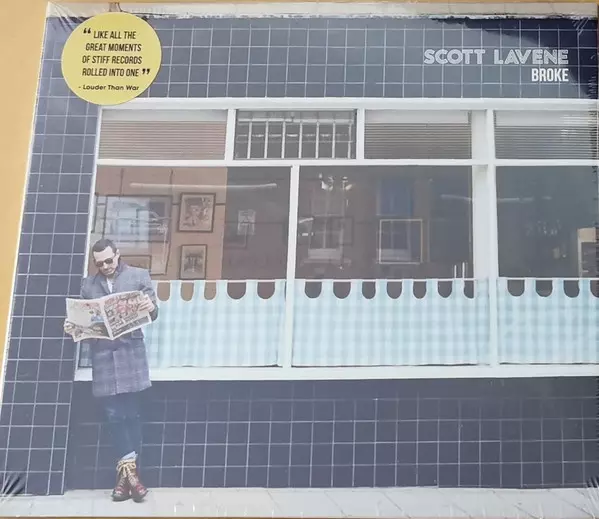 “ LIKE ALL THE
GREAT MOMENTS
OF STIFF RECORDS
ROLLED INTO ONE ”
- Louder Than War
SCOTT LAVENE
BROKE